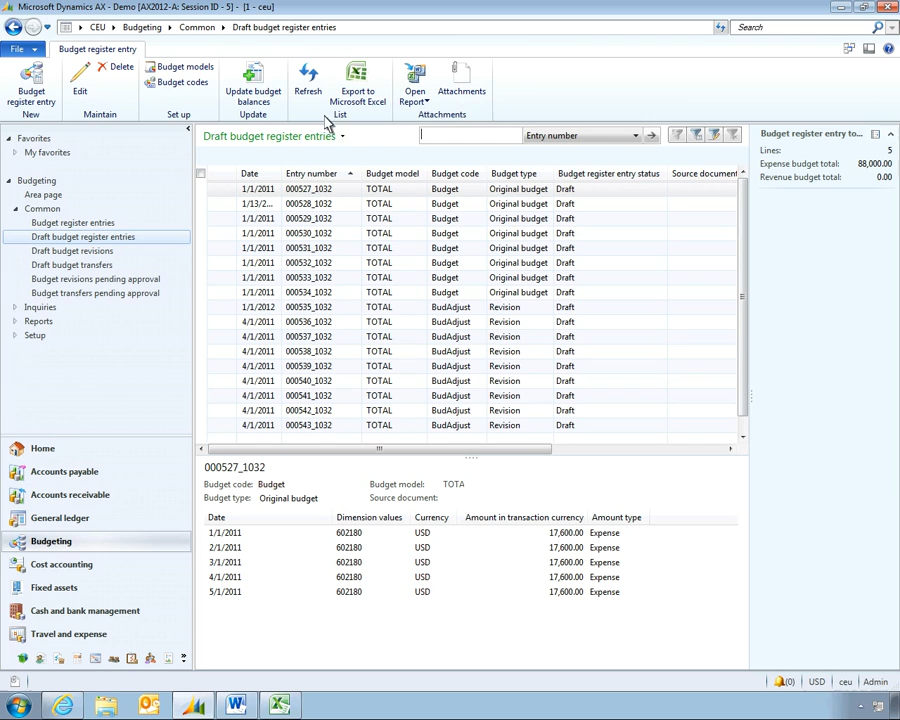 Microsoft Dynamics AX - Demo [AX2012-A: Session ID - 5] - [1 - ceu]
CEU ▸ Budgeting ▸ Common ▸ Draft budget register entries
Search
File
Budget register entry
Budget register entry
New
Edit
Delete
Maintain
Budget models
Budget codes
Set up
Update budget balances
Update
Refresh
Export to Microsoft Excel
List
Open Report
Attachments
Attachments
Favorites
My favorites
Budgeting
Area page
Common
Budget register entries
Draft budget register entries
Draft budget revisions
Draft budget transfers
Budget revisions pending approval
Budget transfers pending approval
Inquiries
Reports
Setup
Home
Accounts payable
Accounts receivable
General ledger
Budgeting
Cost accounting
Fixed assets
Cash and bank management
Travel and expense
Draft budget register entries
Entry number
Date Entry number Budget model Budget code Budget type Budget register entry status Source document
1/1/2011 000527_1032 TOTAL Budget Original budget Draft
1/13/2... 000528_1032 TOTAL Budget Original budget Draft
1/1/2011 000529_1032 TOTAL Budget Original budget Draft
1/1/2011 000530_1032 TOTAL Budget Original budget Draft
1/1/2011 000531_1032 TOTAL Budget Original budget Draft
1/1/2011 000532_1032 TOTAL Budget Original budget Draft
1/1/2011 000533_1032 TOTAL Budget Original budget Draft
1/1/2011 000534_1032 TOTAL Budget Original budget Draft
1/1/2012 000535_1032 TOTAL BudAdjust Revision Draft
4/1/2011 000536_1032 TOTAL BudAdjust Revision Draft
4/1/2011 000537_1032 TOTAL BudAdjust Revision Draft
4/1/2011 000538_1032 TOTAL BudAdjust Revision Draft
4/1/2011 000539_1032 TOTAL BudAdjust Revision Draft
4/1/2011 000540_1032 TOTAL BudAdjust Revision Draft
4/1/2011 000541_1032 TOTAL BudAdjust Revision Draft
4/1/2011 000542_1032 TOTAL BudAdjust Revision Draft
4/1/2011 000543_1032 TOTAL BudAdjust Revision Draft
000527_1032
Budget code: Budget Budget model: TOTA
Budget type: Original budget Source document:
Date Dimension values Currency Amount in transaction currency Amount type
1/1/2011 602180 USD 17,600.00 Expense
2/1/2011 602180 USD 17,600.00 Expense
3/1/2011 602180 USD 17,600.00 Expense
4/1/2011 602180 USD 17,600.00 Expense
5/1/2011 602180 USD 17,600.00 Expense
Budget register entry to...
Lines: 5
Expense budget total: 88,000.00
Revenue budget total: 0.00
(0) USD ceu Admin